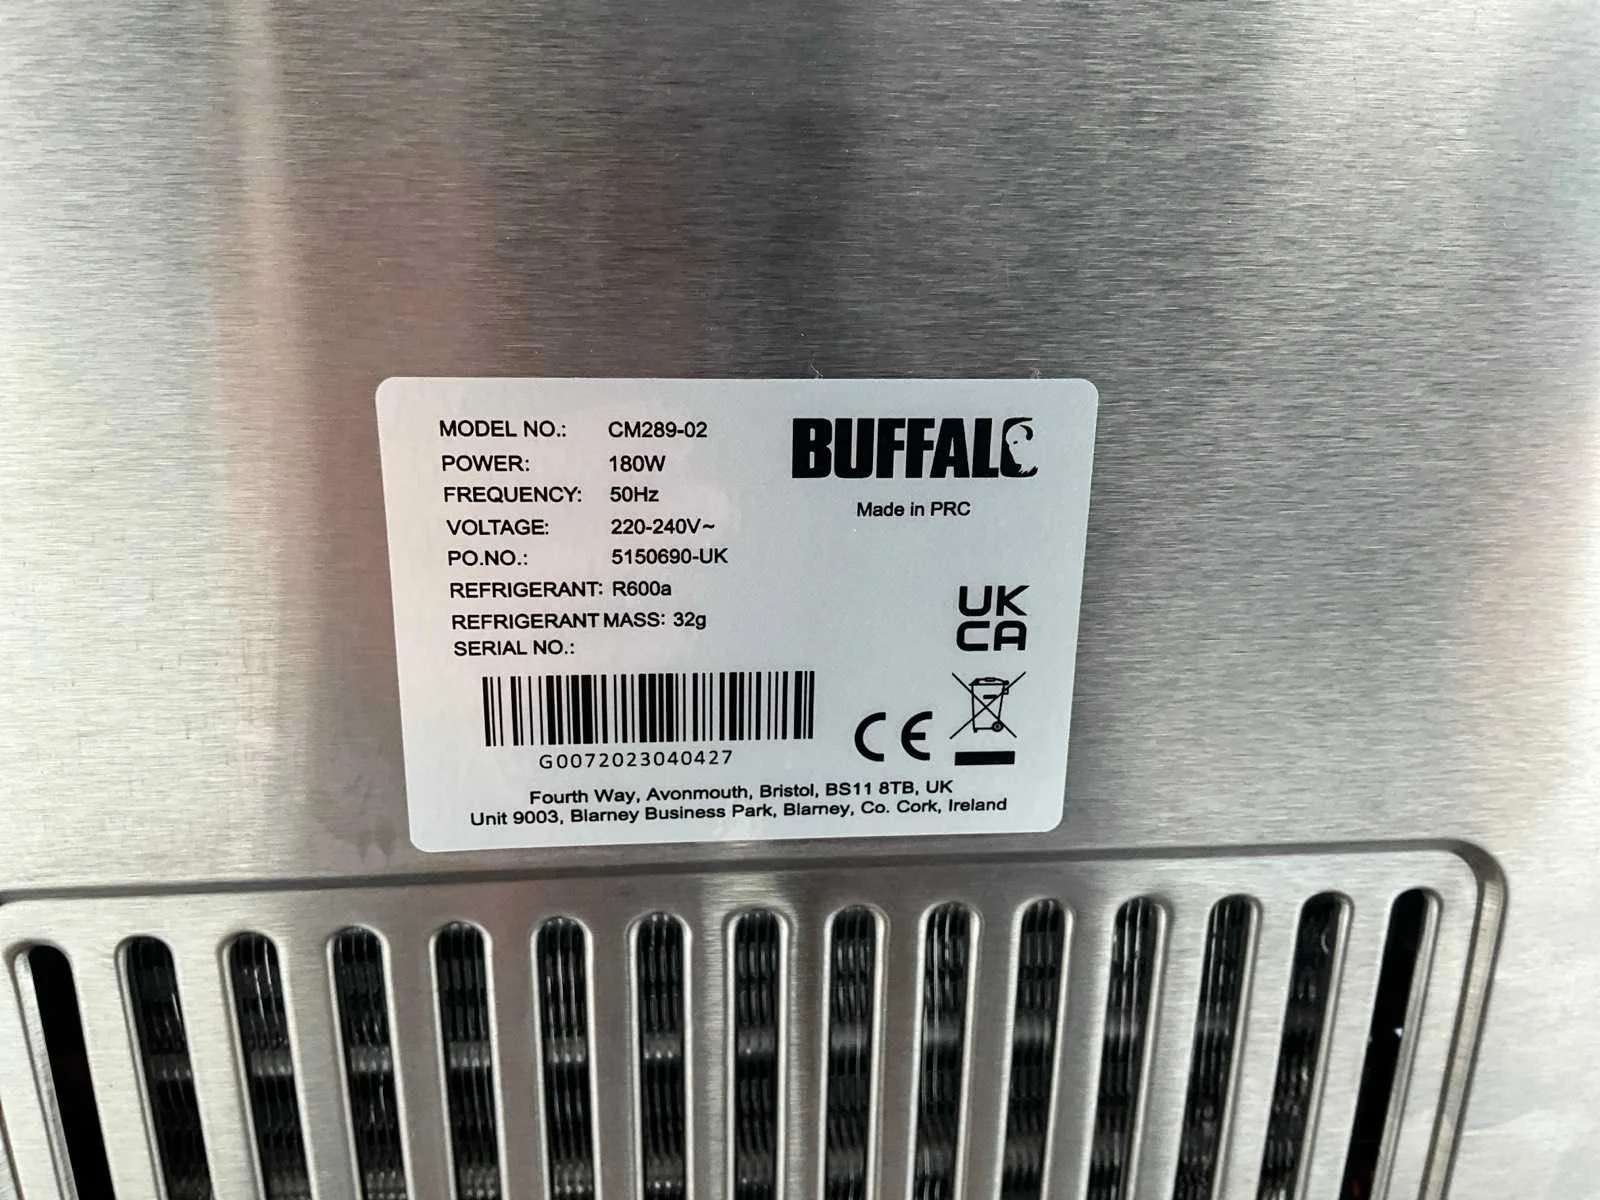 MODEL NO.: CM289-02
POWER: 180W
FREQUENCY: 50Hz
VOLTAGE: 220-240V~
PO.NO.: 5150690-UK
REFRIGERANT: R600a
REFRIGERANT MASS: 32g
SERIAL NO.:
G0072023040427
BUFFALO
Made in PRC
UK
CA
CE
Fourth Way, Avonmouth, Bristol, BS11 8TB, UK
Unit 9003, Blarney Business Park, Blarney, Co. Cork, Ireland